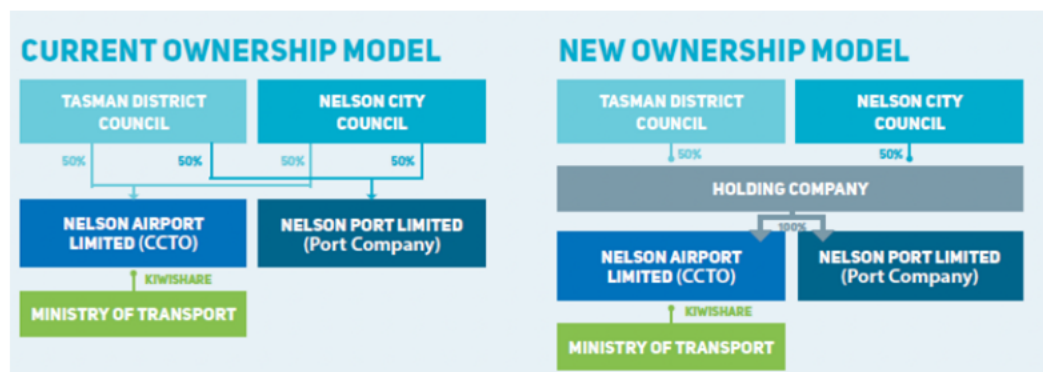 CURRENT OWNERSHIP MODEL
TASMAN DISTRICT
COUNCIL
NELSON CITY
COUNCIL
50%
50%
50%
50%
NELSON AIRPORT
LIMITED (CCTO)
NELSON PORT LIMITED
(Port Company)
KIWISHARE
MINISTRY OF TRANSPORT
NEW OWNERSHIP MODEL
TASMAN DISTRICT
COUNCIL
NELSON CITY
COUNCIL
50%
50%
HOLDING COMPANY
100%
NELSON AIRPORT
LIMITED (CCTO)
NELSON PORT LIMITED
(Port Company)
KIWISHARE
MINISTRY OF TRANSPORT